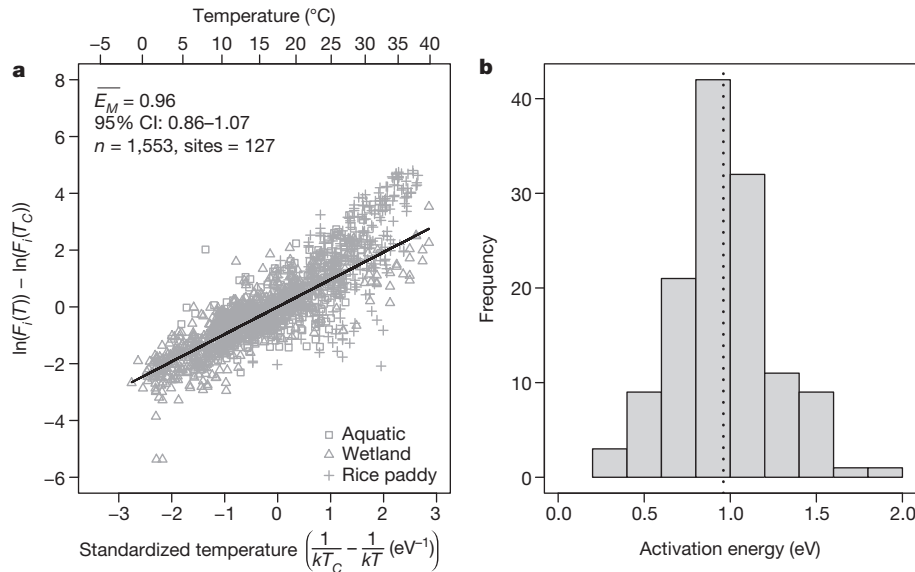 Temperature (°C)
−5 0 5 10 15 20 25 30 35 40
a
8
6
4
2
0
−2
−4
−6
ln(Fᵢ(T)) − ln(Fᵢ(T_C))
E̅_M̅ = 0.96
95% CI: 0.86–1.07
n = 1,553, sites = 127
Aquatic
Wetland
Rice paddy
−3 −2 −1 0 1 2 3
Standardized temperature (1/kT_C − 1/kT (eV⁻¹))
b
40
30
20
10
0
Frequency
0.0 0.5 1.0 1.5 2.0
Activation energy (eV)